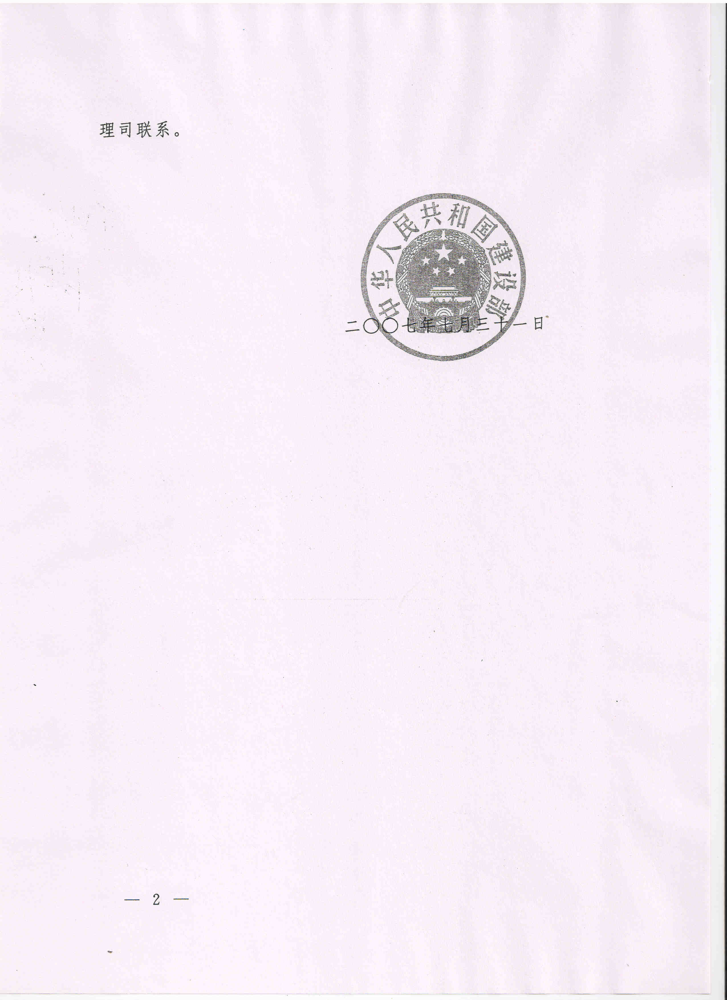 理司联系。
中华人民共和国建设部
二〇〇七年七月三十一日
— 2 —